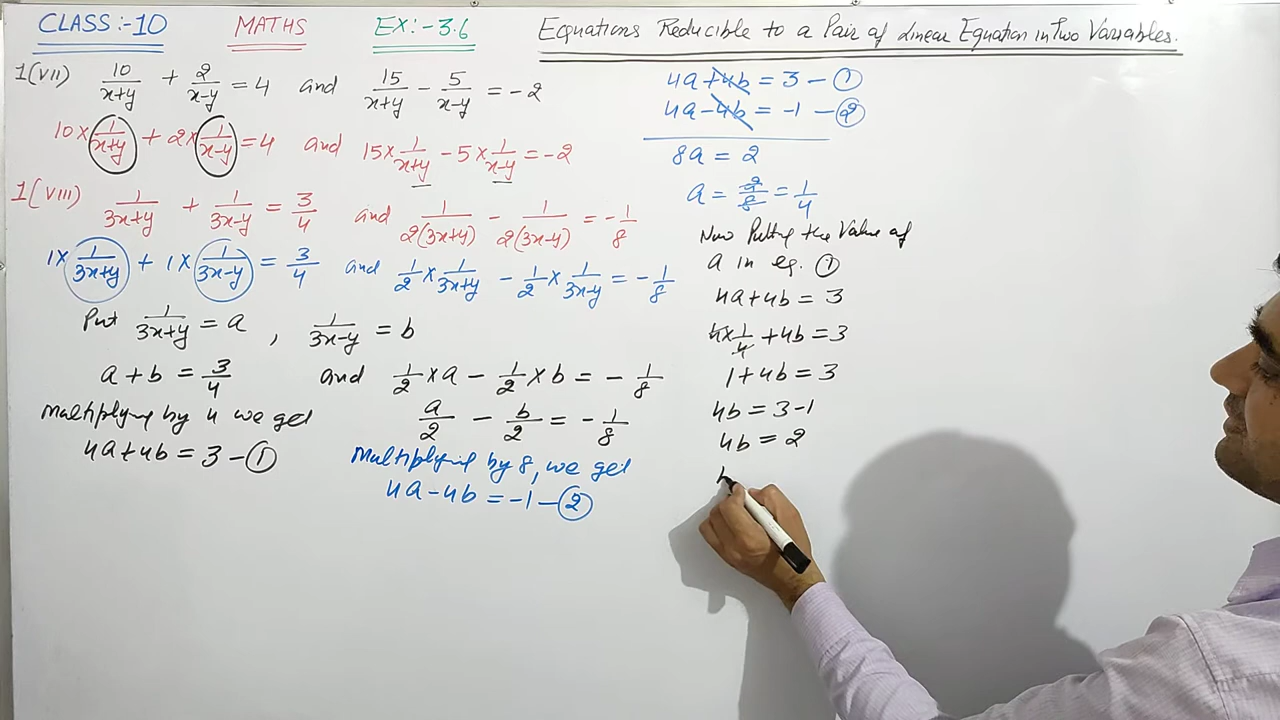 CLASS:-10 MATHS EX:-3.6 Equations Reducible to a Pair of Linear Equation in Two Variables.
1(vii) 10/(x+y) + 2/(x-y) = 4 and 15/(x+y) - 5/(x-y) = -2
10×1/(x+y) + 2×1/(x-y) = 4 and 15×1/(x+y) - 5×1/(x-y) = -2
1(viii) 1/(3x+y) + 1/(3x-y) = 3/4 and 1/2(3x+y) - 1/2(3x-y) = -1/8
1×1/(3x+y) + 1×1/(3x-y) = 3/4 and 1/2×1/(3x+y) - 1/2×1/(3x-y) = -1/8
Put 1/(3x+y) = a , 1/(3x-y) = b
a+b = 3/4 and 1/2×a - 1/2×b = -1/8
Multiplying by 4 we get
4a+4b = 3 - ①
a/2 - b/2 = -1/8
Multiplying by 8, we get
4a-4b = -1 - ②
4a+4b = 3 - ①
4a-4b = -1 - ②
8a = 2
a = 2/8 = 1/4
Now Putting the Value of
a in eq. ①
4a+4b = 3
4×1/4 + 4b = 3
1+4b = 3
4b = 3-1
4b = 2